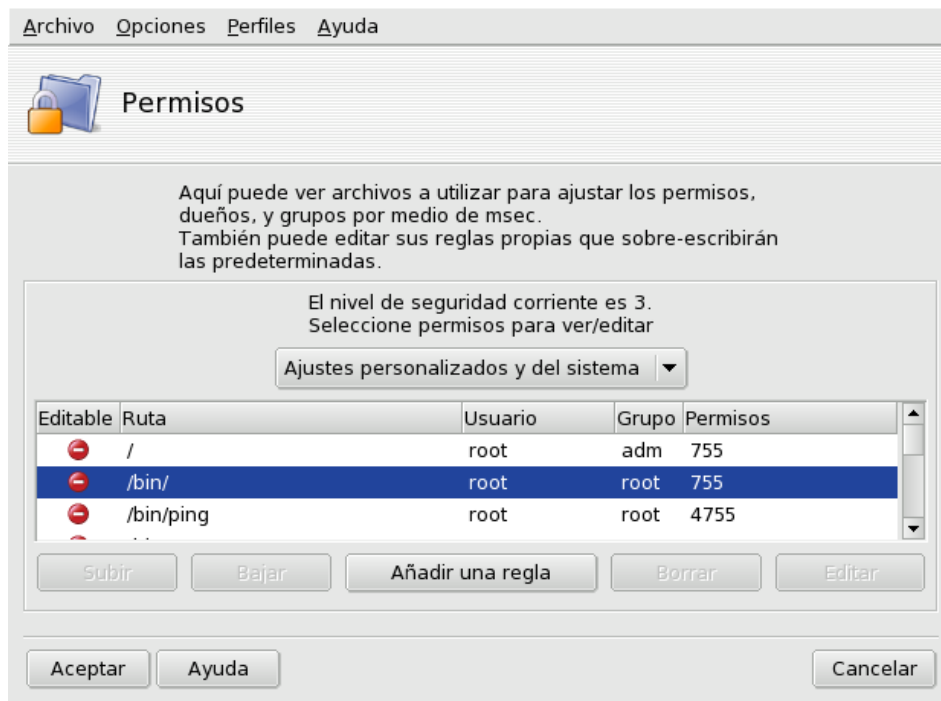 Archivo Opciones Perfiles Ayuda
Permisos
Aquí puede ver archivos a utilizar para ajustar los permisos,
dueños, y grupos por medio de msec.
También puede editar sus reglas propias que sobre-escribirán
las predeterminadas.
El nivel de seguridad corriente es 3.
Seleccione permisos para ver/editar
Ajustes personalizados y del sistema
Editable Ruta Usuario Grupo Permisos
/ root adm 755
/bin/ root root 755
/bin/ping root root 4755
Subir Bajar Añadir una regla Borrar Editar
Aceptar Ayuda Cancelar